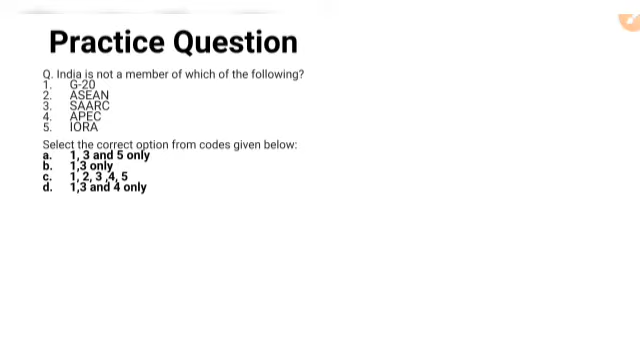 Practice Question
Q. India is not a member of which of the following?
1. G-20
2. ASEAN
3. SAARC
4. APEC
5. IORA
Select the correct option from codes given below:
a. 1, 3 and 5 only
b. 1,3 only
c. 1, 2, 3 ,4, 5
d. 1,3 and 4 only